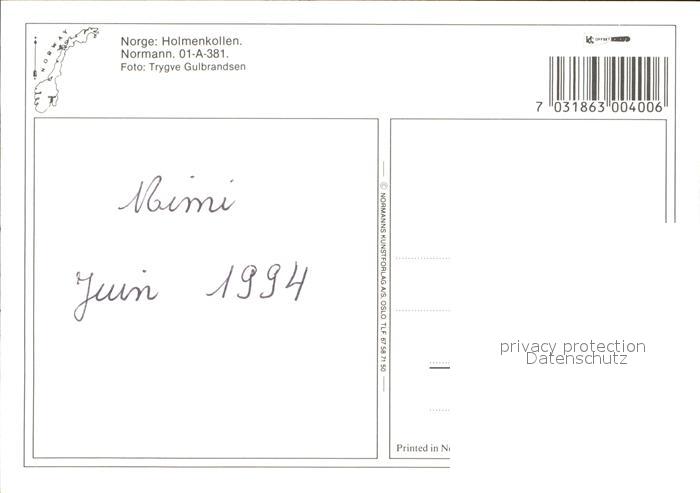 NORWAY
Norge: Holmenkollen.
Normann. 01-A-381.
Foto: Trygve Gulbrandsen
7 031863 004006
Mimi
Juin 1994
© NORMANNS KUNSTFORLAG A/S, OSLO TLF 67 58 71 50
privacy protection
Datenschutz
Printed in